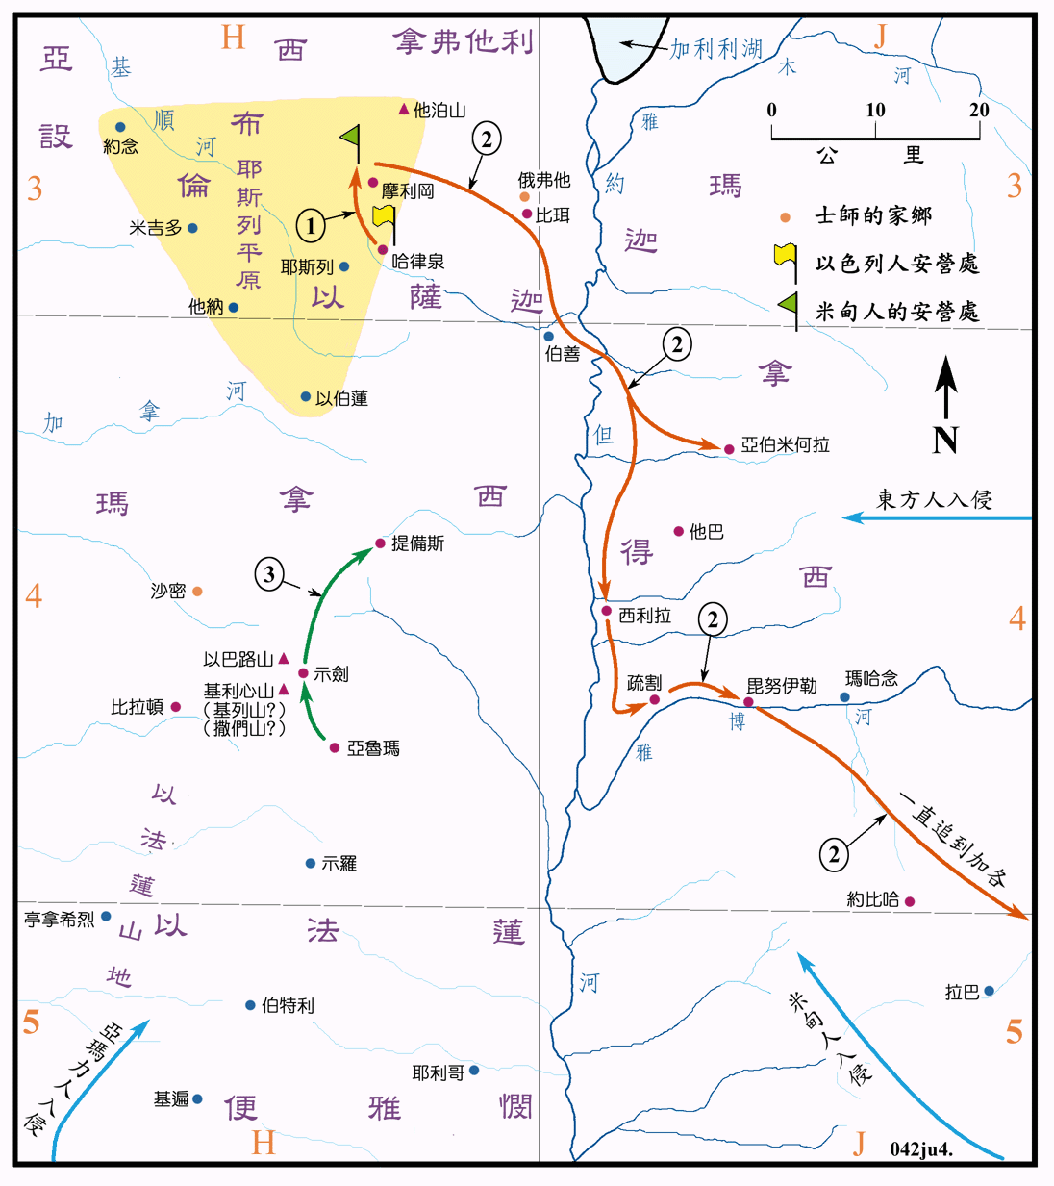 H
J
亞設
西布倫
拿弗他利
加利利湖
基順河
雅木河
0 10 20
公里
他泊山
約念
3
3
摩利岡
俄弗他
比珥
瑪拿西
士師的家鄉
以色列人安營處
米甸人的安營處
米吉多
耶斯列平原
①
②
哈律泉
耶斯列
他納
以薩迦
迦得
約但河
伯善
②
N
以伯蓮
加拿河
亞伯米何拉
瑪拿西
東方人入侵
提備斯
他巴
③
沙密
4
4
西利拉
以巴路山
示劍
基利心山
(基列山?)
(撒們山?)
比拉頓
亞魯瑪
疏割
②
毘努伊勒
瑪哈念
雅博河
一直追到加各
②
以法蓮山地
示羅
約比哈
亭拿希烈
以法蓮
拉巴
伯特利
5
5
亞瑪力人入侵
米甸人入侵
耶利哥
基遍
便雅憫
H
J
042ju4.